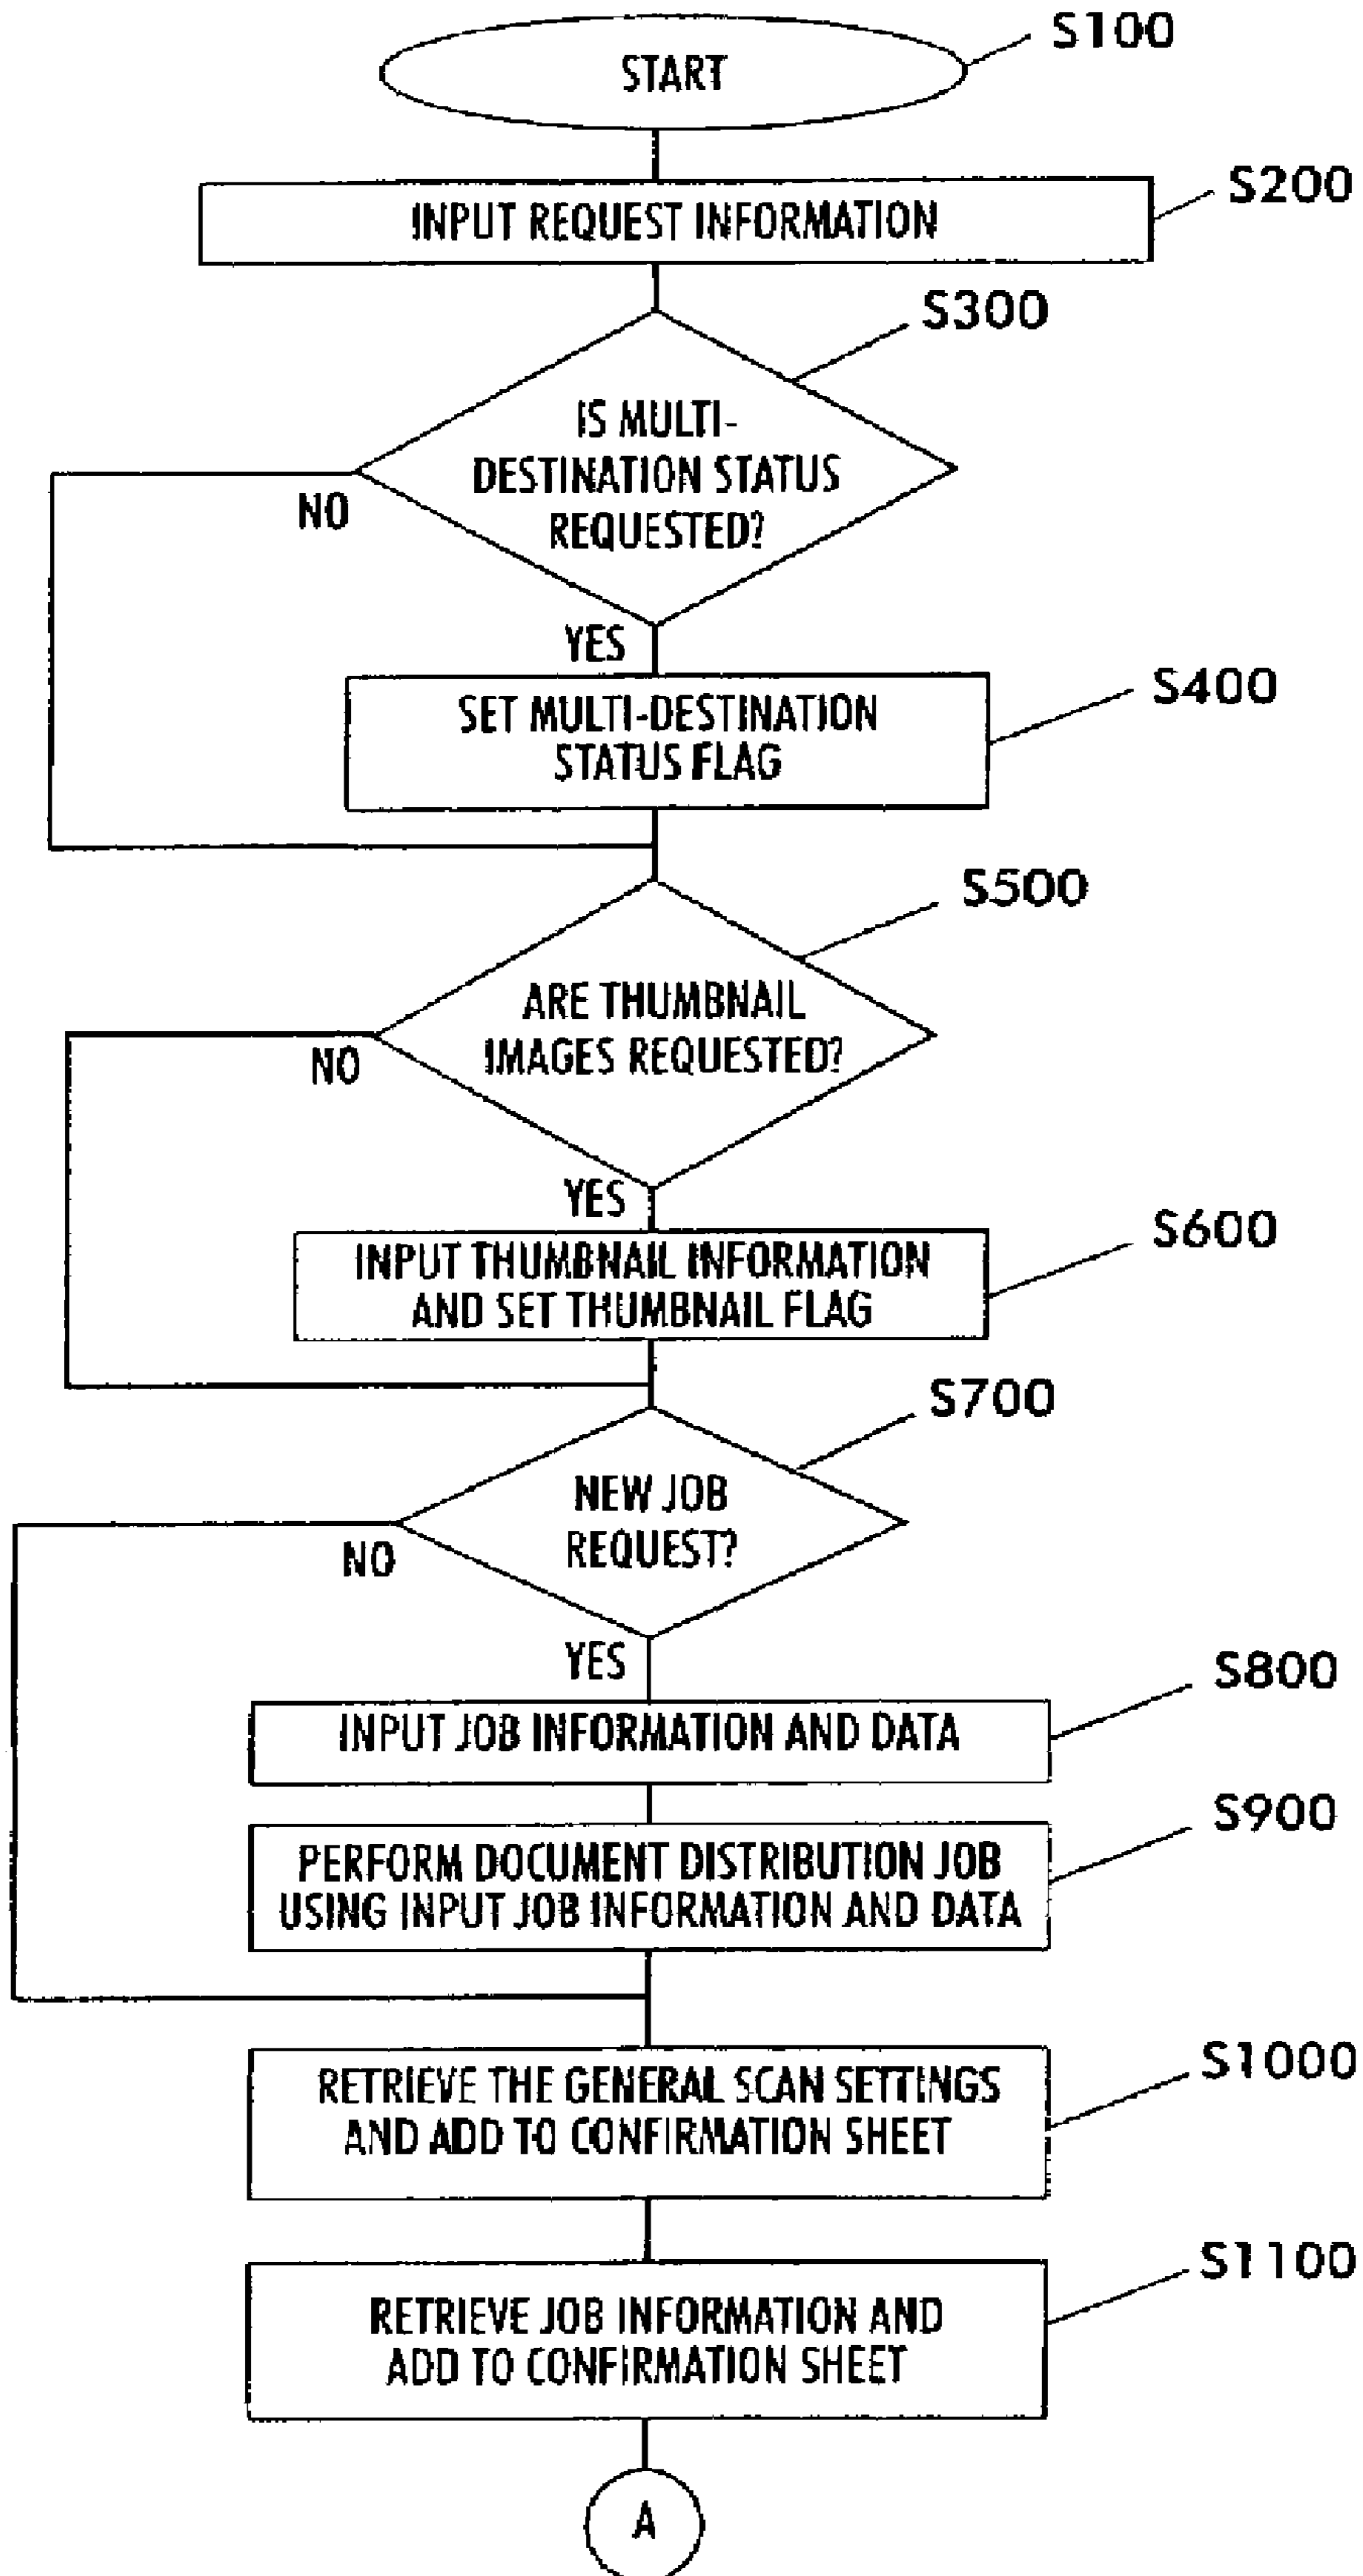 S100
START
S200
INPUT REQUEST INFORMATION
S300
IS MULTI-
DESTINATION STATUS
REQUESTED?
NO
YES
S400
SET MULTI-DESTINATION
STATUS FLAG
S500
ARE THUMBNAIL
IMAGES REQUESTED?
NO
YES
S600
INPUT THUMBNAIL INFORMATION
AND SET THUMBNAIL FLAG
S700
NEW JOB
REQUEST?
NO
YES
S800
INPUT JOB INFORMATION AND DATA
S900
PERFORM DOCUMENT DISTRIBUTION JOB
USING INPUT JOB INFORMATION AND DATA
S1000
RETRIEVE THE GENERAL SCAN SETTINGS
AND ADD TO CONFIRMATION SHEET
S1100
RETRIEVE JOB INFORMATION AND
ADD TO CONFIRMATION SHEET
A